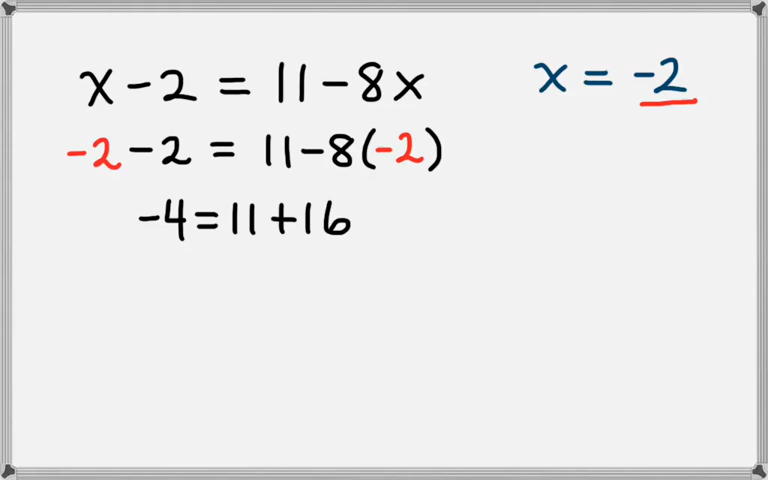 x - 2 = 11 - 8x
x = -2
-2 - 2 = 11 - 8(-2)
-4 = 11 + 16